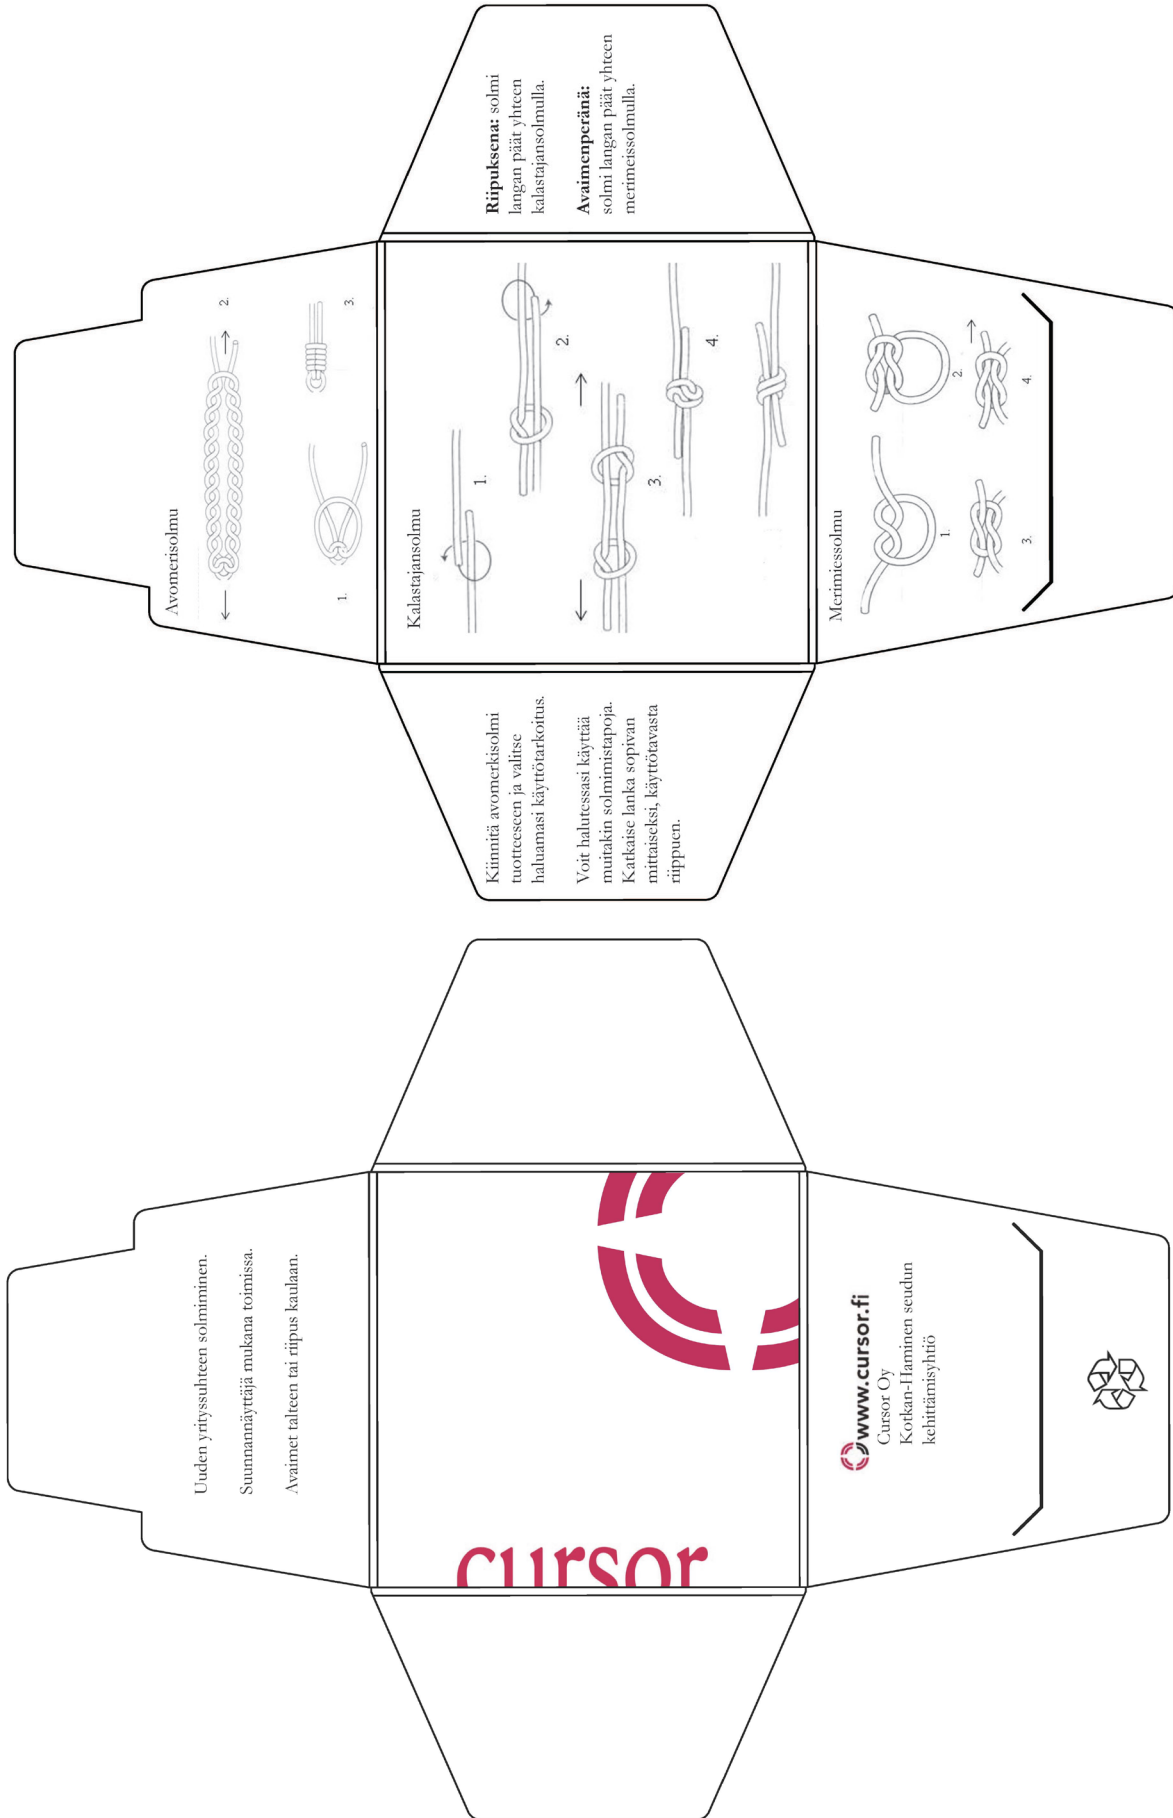 Uuden yrityssuhteen solmiminen.
Suunnannäyttäjä mukana toimissa.
Avaimet talteen tai riipus kaulaan.
cursor
www.cursor.fi
Cursor Oy
Kotkan-Haminen seudun
kehittämisyhtiö
Avomerisolmu
1.
2.
3.
Kiinnitä avomerkisolmi
tuotteeseen ja valitse
haluamasi käyttötarkoitus.
Voit halutessasi käyttää
muitakin solmimistapoja.
Katkaise lanka sopivan
mittaiseksi, käyttötavasta
riippuen.
Kalastajansolmu
1.
2.
3.
4.
Riipuksena: solmi
langan päät yhteen
kalastajansolmulla.
Avaimenperänä:
solmi langan päät yhteen
merimeissolmulla.
Merimiessolmu
1.
2.
3.
4.